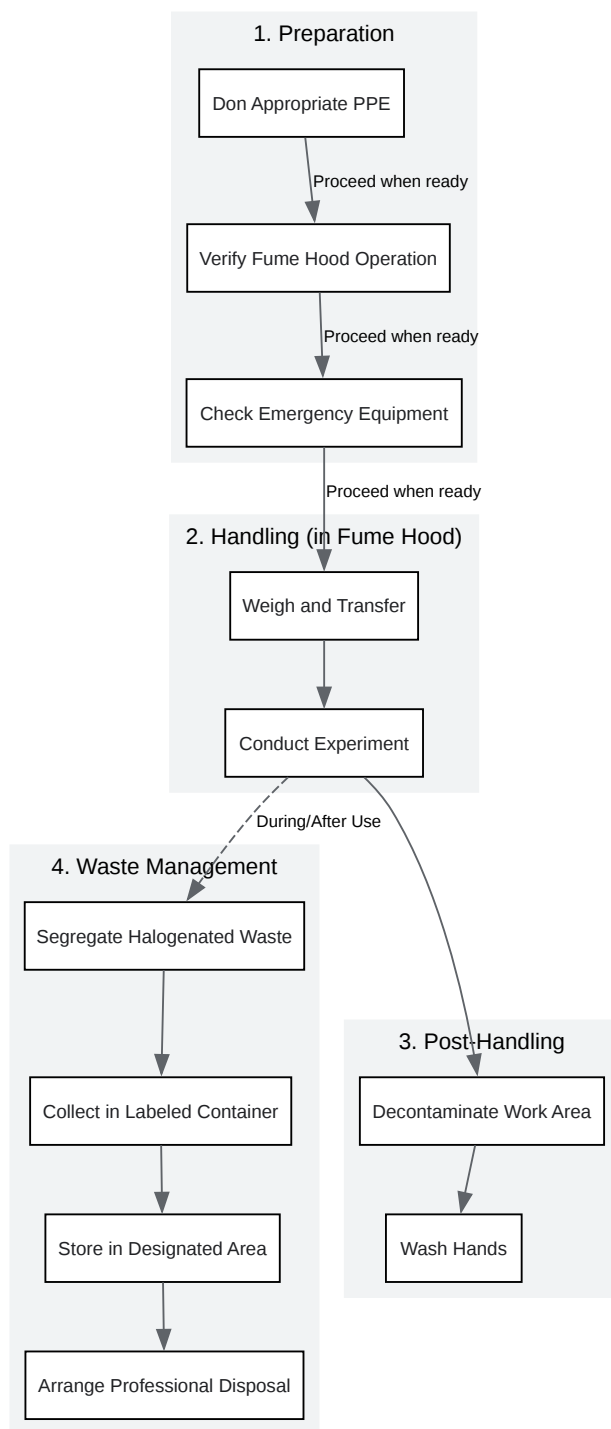 1. Preparation
Don Appropriate PPE
Proceed when ready
Verify Fume Hood Operation
Proceed when ready
Check Emergency Equipment
Proceed when ready
2. Handling (in Fume Hood)
Weigh and Transfer
Conduct Experiment
During/After Use
4. Waste Management
Segregate Halogenated Waste
Collect in Labeled Container
Store in Designated Area
Arrange Professional Disposal
3. Post-Handling
Decontaminate Work Area
Wash Hands